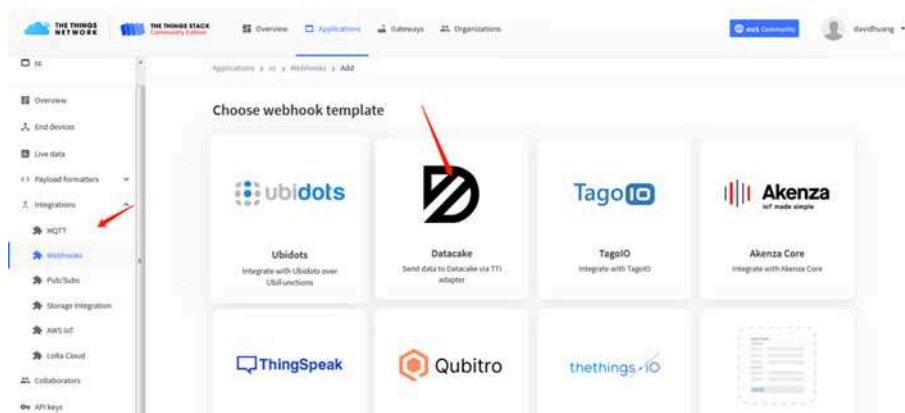 THE THINGS NETWORK
THE THINGS STACK
Community Edition
Overview
Applications
Gateways
Organizations
eu1 Community
davidhuang
cc
Overview
End devices
Live data
Payload formatters
Integrations
MQTT
Webhooks
Pub/Subs
Storage Integration
AWS IoT
LoRa Cloud
Collaborators
API keys
Applications > cc > Webhooks > Add
Choose webhook template
ubidots
Ubidots
Integrate with Ubidots over
UbiFunctions
Datacake
Send data to Datacake via TTI
adapter
TagoIO
TagoIO
Integrate with TagoIO
Akenza
IoT made simple
Akenza Core
Integrate with Akenza Core
ThingSpeak
Qubitro
thethings.iO